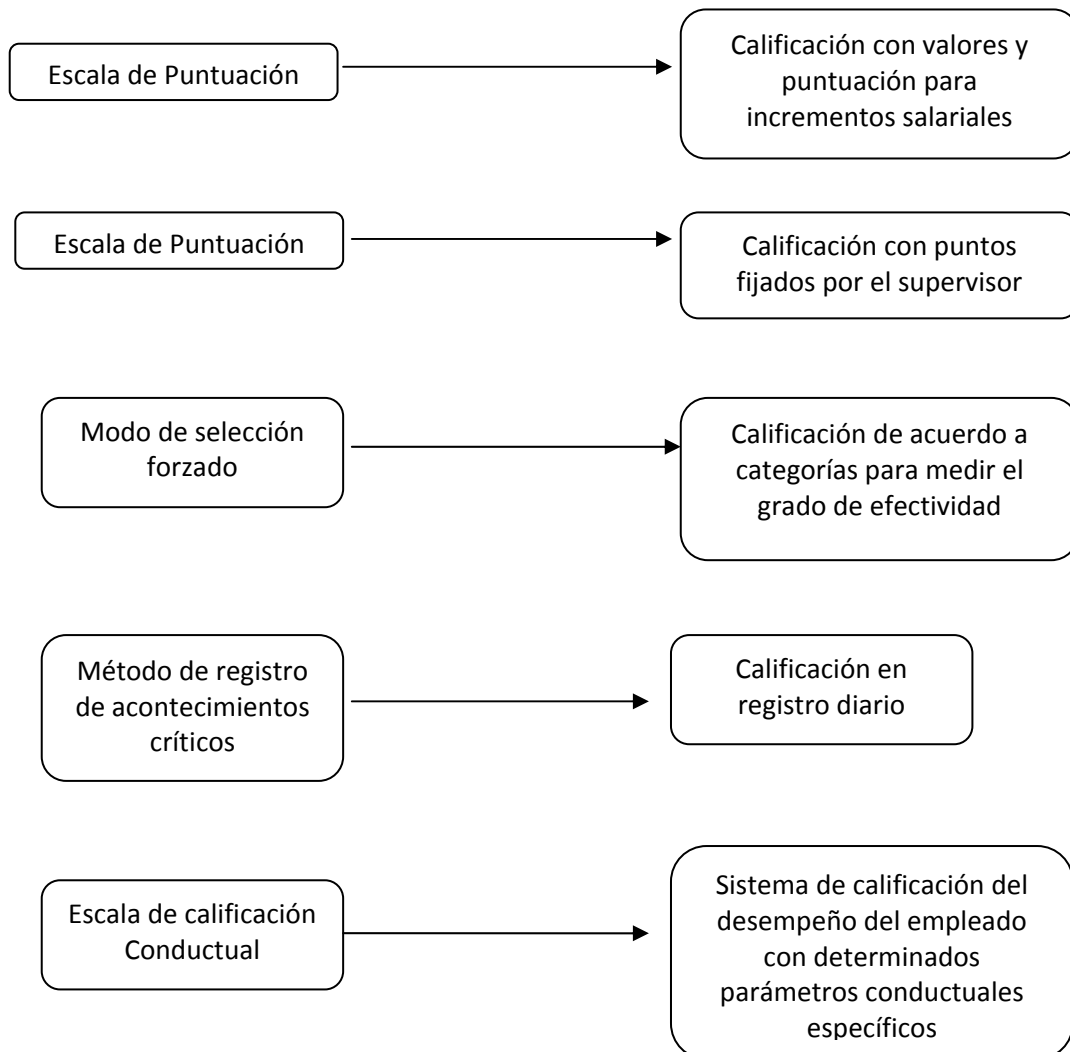 Escala de Puntuación
Calificación con valores y
puntuación para
incrementos salariales
Escala de Puntuación
Calificación con puntos
fijados por el supervisor
Modo de selección
forzado
Calificación de acuerdo a
categorías para medir el
grado de efectividad
Método de registro
de acontecimientos
críticos
Calificación en
registro diario
Escala de calificación
Conductual
Sistema de calificación del
desempeño del empleado
con determinados
parámetros conductuales
específicos